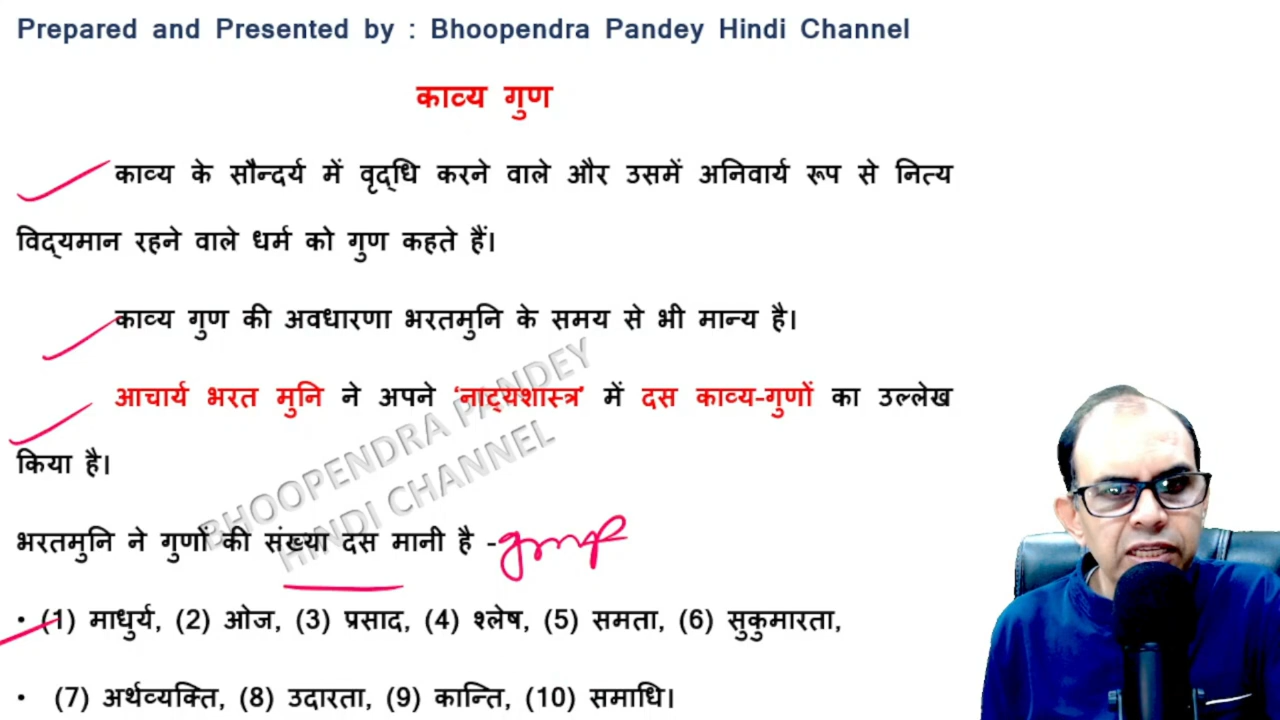 Prepared and Presented by : Bhoopendra Pandey Hindi Channel
काव्य गुण
काव्य के सौन्दर्य में वृद्धि करने वाले और उसमें अनिवार्य रूप से नित्य
विद्यमान रहने वाले धर्म को गुण कहते हैं।
काव्य गुण की अवधारणा भरतमुनि के समय से भी मान्य है।
आचार्य भरत मुनि ने अपने ‘नाट्यशास्त्र’ में दस काव्य-गुणों का उल्लेख
किया है।
भरतमुनि ने गुणों की संख्या दस मानी है -
• (1) माधुर्य, (2) ओज, (3) प्रसाद, (4) श्लेष, (5) समता, (6) सुकुमारता,
• (7) अर्थव्यक्ति, (8) उदारता, (9) कान्ति, (10) समाधि।
BHOOPENDRA PANDEY
HINDI CHANNEL